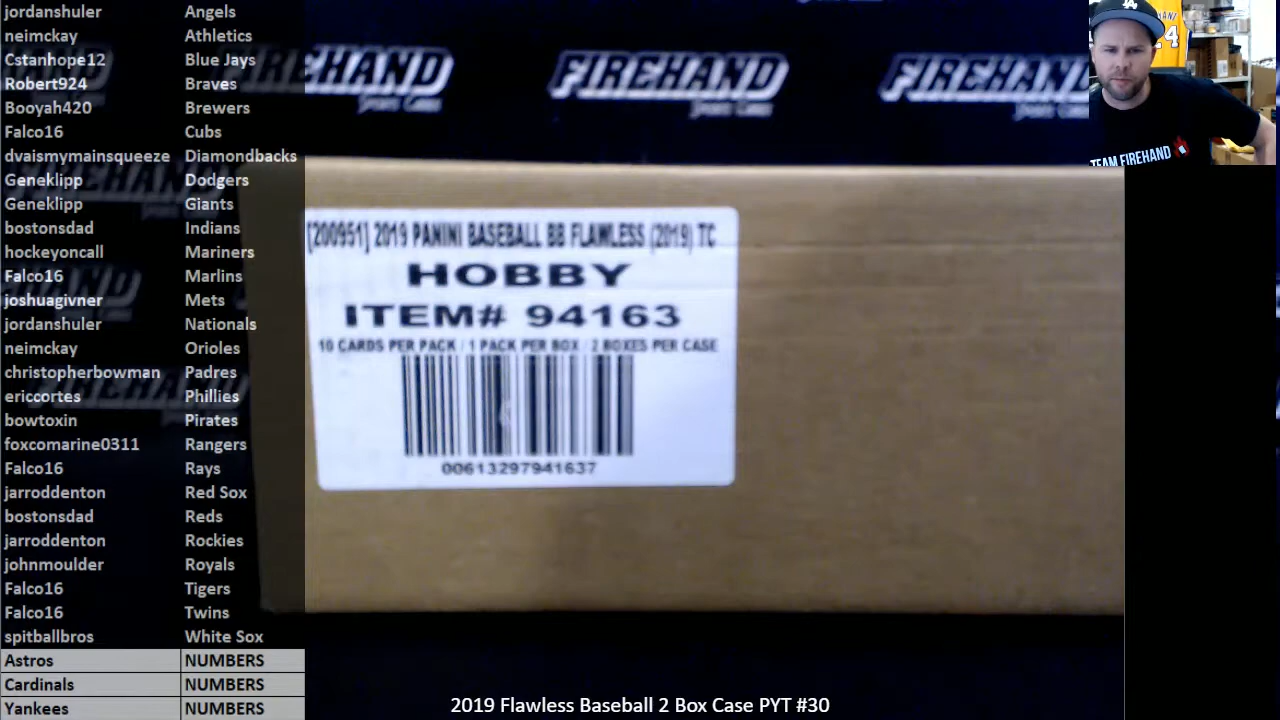 jordanshuler Angels
neimckay Athletics
Cstanhope12 Blue Jays
Robert924 Braves
Booyah420 Brewers
Falco16 Cubs
dvaismymainsqueeze Diamondbacks
Geneklipp Dodgers
Geneklipp Giants
bostonsdad Indians
hockeyoncall Mariners
Falco16 Marlins
joshuagivner Mets
jordanshuler Nationals
neimckay Orioles
christopherbowman Padres
ericcortes Phillies
bowtoxin Pirates
foxcomarine0311 Rangers
Falco16 Rays
jarroddenton Red Sox
bostonsdad Reds
jarroddenton Rockies
johnmoulder Royals
Falco16 Tigers
Falco16 Twins
spitballbros White Sox
Astros NUMBERS
Cardinals NUMBERS
Yankees NUMBERS
FIREHAND
FIREHAND
FIREHAND
LA
24
TEAM FIREHAND
[200951] 2019 PANINI BASEBALL BB FLAWLESS (2019) TC
HOBBY
ITEM# 94163
10 CARDS PER PACK / 1 PACK PER BOX / 2 BOXES PER CASE
00613297941637
2019 Flawless Baseball 2 Box Case PYT #30